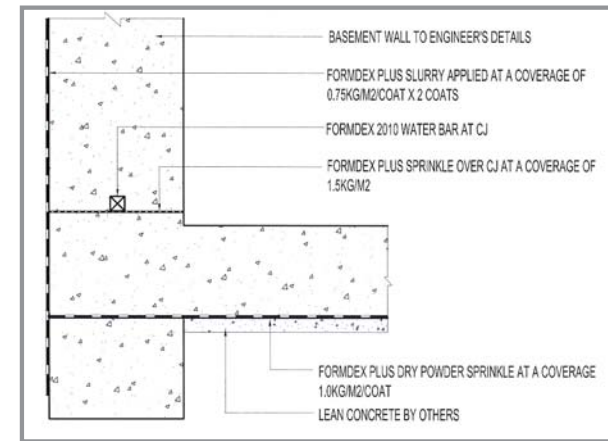 BASEMENT WALL TO ENGINEER'S DETAILS
FORMDEX PLUS SLURRY APPLIED AT A COVERAGE OF
0.75KG/M2/COAT X 2 COATS
FORMDEX 2010 WATER BAR AT CJ
FORMDEX PLUS SPRINKLE OVER CJ AT A COVERAGE OF
1.5KG/M2
FORMDEX PLUS DRY POWDER SPRINKLE AT A COVERAGE
1.0KG/M2/COAT
LEAN CONCRETE BY OTHERS